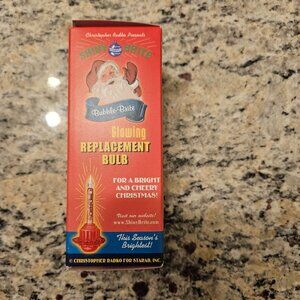 Christopher Radko Presents
SHINY BRITE
Bubble-Brite
Glowing
REPLACEMENT
BULB
FOR A BRIGHT
AND CHEERY
CHRISTMAS!
Visit our website!
www.ShinyBrite.com
This Season's
Brightest!
© CHRISTOPHER RADKO FOR STARAD, INC.